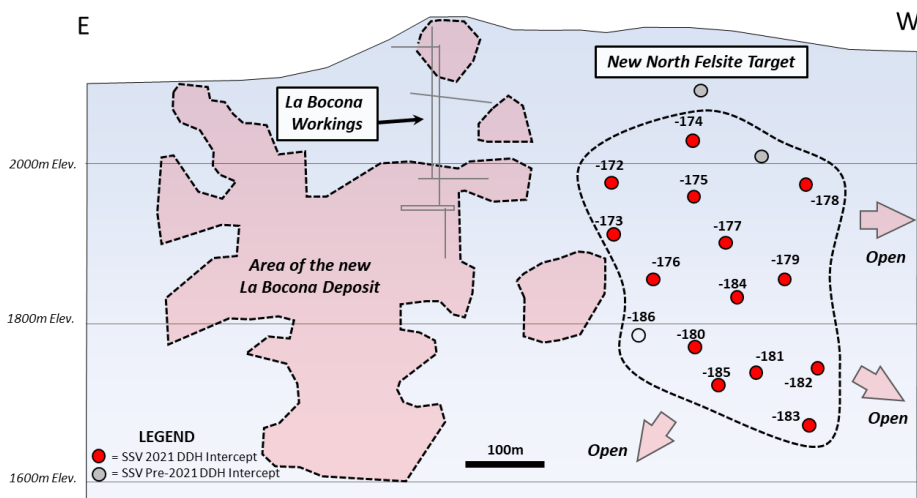 E
W
New North Felsite Target
La Bocona
Workings
-174
2000m Elev.
-172
-175
-178
-173
-177
Open
Area of the new
La Bocona Deposit
-176
-179
-184
-186
1800m Elev.
-180
-181
-185
-182
-183
Open
LEGEND
= SSV 2021 DDH Intercept
= SSV Pre-2021 DDH Intercept
100m
Open
1600m Elev.